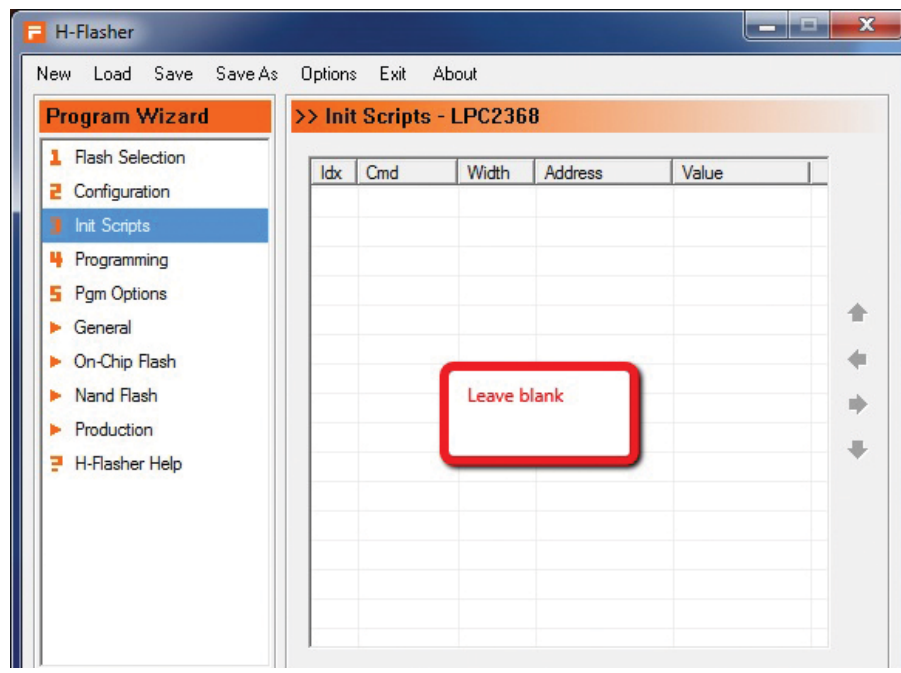 H-Flasher
New Load Save Save As Options Exit About
Program Wizard
1 Flash Selection
2 Configuration
3 Init Scripts
4 Programming
5 Pgm Options
General
On-Chip Flash
Nand Flash
Production
? H-Flasher Help
>> Init Scripts - LPC2368
Idx Cmd Width Address Value
Leave blank